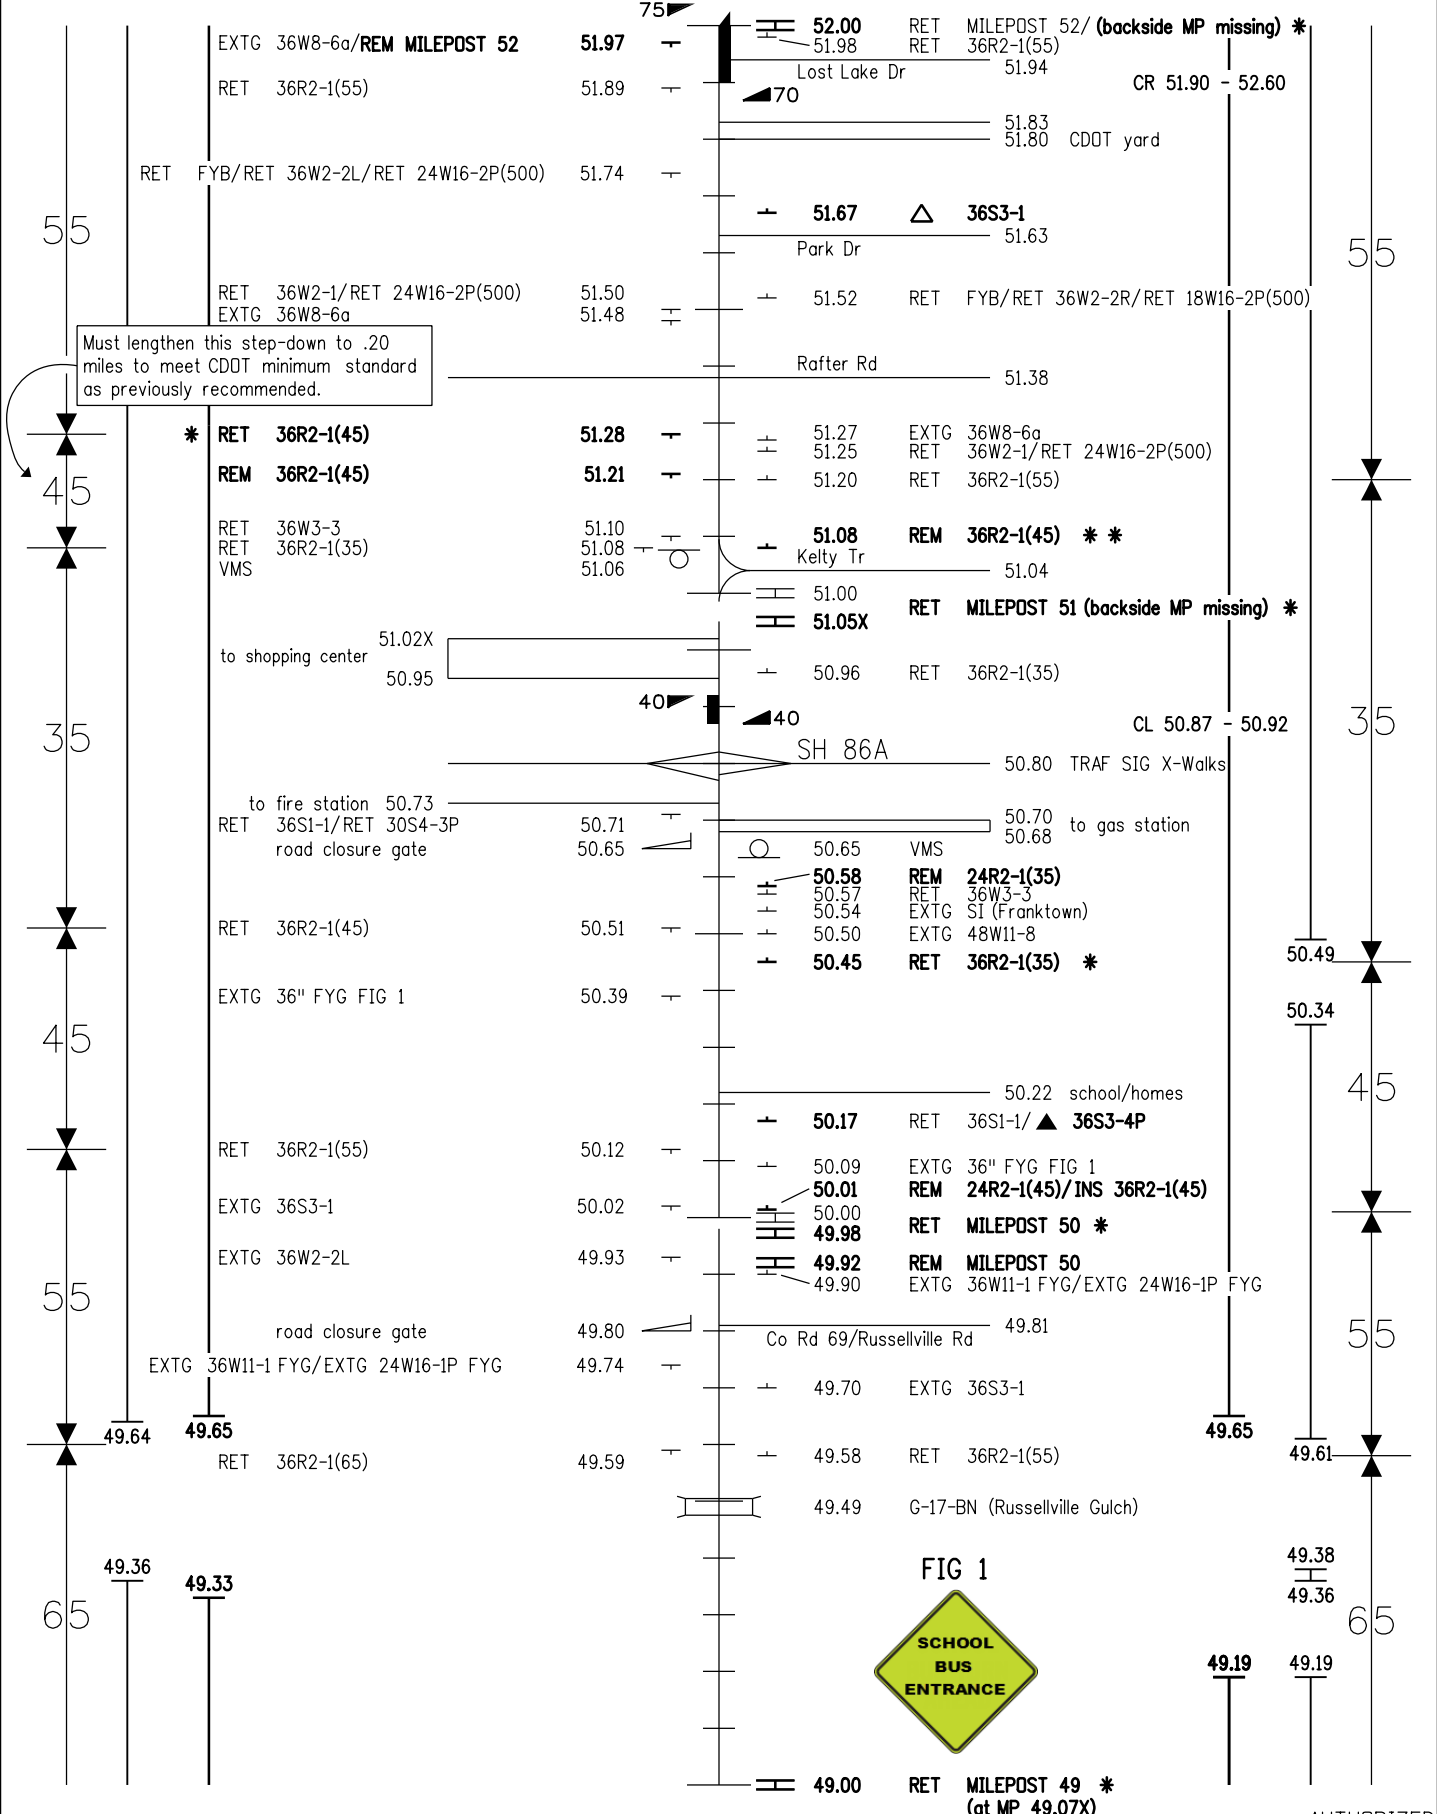 75
52.00 RET MILEPOST 52/ (backside MP missing) *
EXTG 36W8-6a/REM MILEPOST 52 51.97
51.98 RET 36R2-1(55)
Lost Lake Dr 51.94
CR 51.90 - 52.60
RET 36R2-1(55) 51.89
70
51.83
51.80 CDOT yard
RET FYB/RET 36W2-2L/RET 24W16-2P(500) 51.74
51.67 △ 36S3-1
55
51.63
Park Dr
55
RET 36W2-1/RET 24W16-2P(500) 51.50
51.52 RET FYB/RET 36W2-2R/RET 18W16-2P(500)
EXTG 36W8-6a 51.48
Must lengthen this step-down to .20
miles to meet CDOT minimum standard
as previously recommended.
Rafter Rd
51.38
* RET 36R2-1(45) 51.28
51.27 EXTG 36W8-6a
51.25 RET 36W2-1/RET 24W16-2P(500)
REM 36R2-1(45) 51.21
51.20 RET 36R2-1(55)
45
RET 36W3-3 51.10
51.08 REM 36R2-1(45) * *
RET 36R2-1(35) 51.08
Kelty Tr
VMS 51.06
51.04
51.00
RET MILEPOST 51 (backside MP missing) *
51.05X
51.02X
to shopping center
50.95
50.96 RET 36R2-1(35)
40
40
CL 50.87 - 50.92
35
35
SH 86A
50.80 TRAF SIG X-Walks
to fire station 50.73
50.70
RET 36S1-1/RET 30S4-3P 50.71
to gas station
50.68
road closure gate 50.65
50.65 VMS
50.58 REM 24R2-1(35)
50.57 RET 36W3-3
50.54 EXTG SI (Franktown)
RET 36R2-1(45) 50.51
50.50 EXTG 48W11-8
50.49
50.45 RET 36R2-1(35) *
EXTG 36" FYG FIG 1 50.39
50.34
45
45
50.22 school/homes
50.17 RET 36S1-1/ ▲ 36S3-4P
RET 36R2-1(55) 50.12
50.09 EXTG 36" FYG FIG 1
50.01 REM 24R2-1(45)/INS 36R2-1(45)
EXTG 36S3-1 50.02
50.00
RET MILEPOST 50 *
49.98
EXTG 36W2-2L 49.93
49.92 REM MILEPOST 50
49.90 EXTG 36W11-1 FYG/EXTG 24W16-1P FYG
55
road closure gate 49.80
49.81
Co Rd 69/Russellville Rd
55
EXTG 36W11-1 FYG/EXTG 24W16-1P FYG 49.74
49.70 EXTG 36S3-1
49.64 49.65
49.65
49.61
RET 36R2-1(65) 49.59
49.58 RET 36R2-1(55)
49.49 G-17-BN (Russellville Gulch)
49.38
49.36
FIG 1
49.33
49.36
65
65
SCHOOL
BUS
ENTRANCE
49.19 49.19
49.00 RET MILEPOST 49 *
(at MP 49.07X)